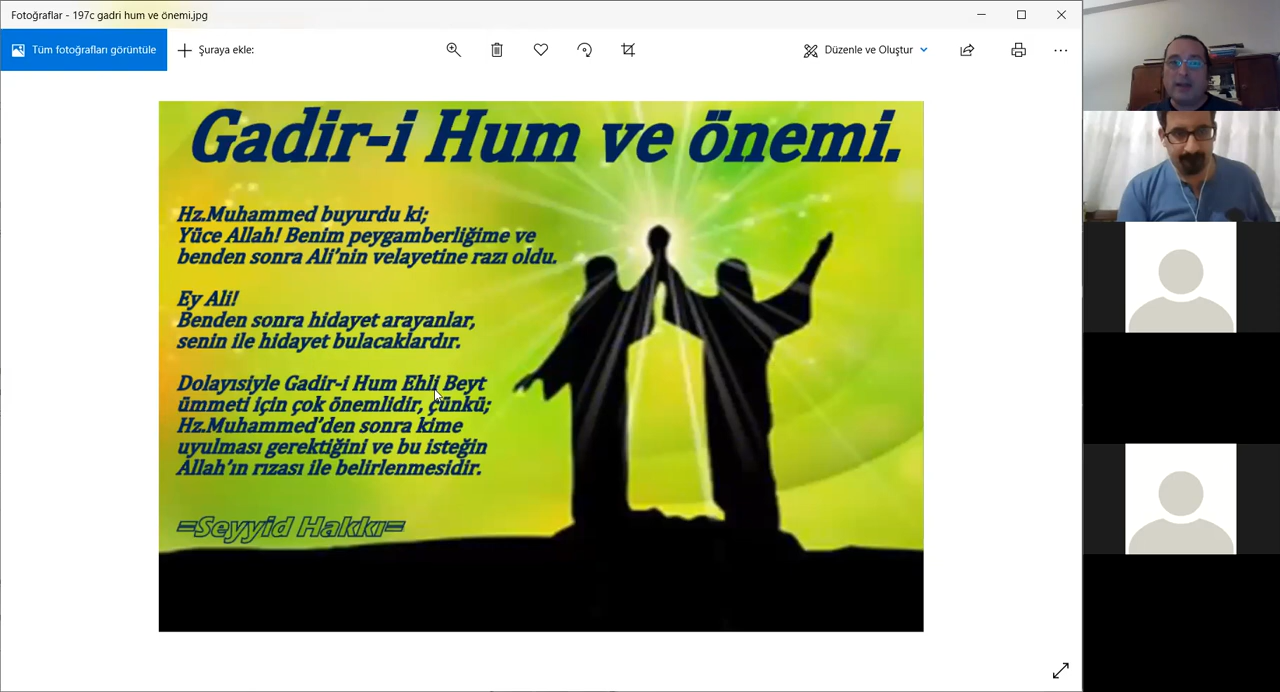 Fotoğraflar - 197c gadri hum ve önemi.jpg
Tüm fotoğrafları görüntüle
Şuraya ekle:
Düzenle ve Oluştur
Gadir-i Hum ve önemi.
Hz.Muhammed buyurdu ki;
Yüce Allah! Benim peygamberliğime ve
benden sonra Ali'nin velayetine razı oldu.
Ey Ali!
Benden sonra hidayet arayanlar,
senin ile hidayet bulacaklardır.
Dolayısiyle Gadir-i Hum Ehli Beyt
ümmeti için çok önemlidir, çünkü;
Hz.Muhammed'den sonra kime
uyulması gerektiğini ve bu isteğin
Allah'ın rızası ile belirlenmesidir.
=Seyyid Hakkı=